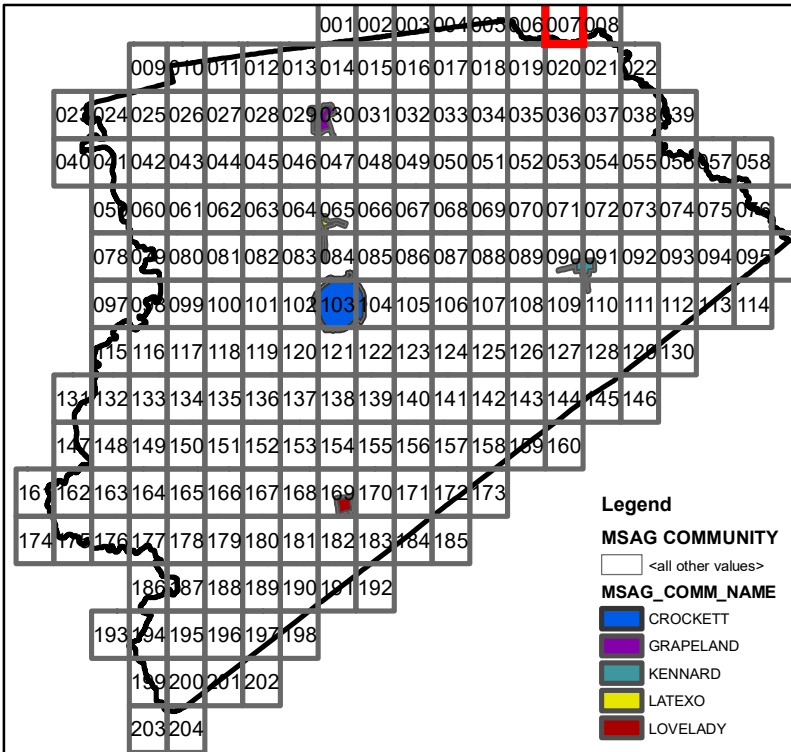 001 002 003 004 005 006 007 008
009 010 011 012 013 014 015 016 017 018 019 020 021 022
023 024 025 026 027 028 029 030 031 032 033 034 035 036 037 038 039
040 041 042 043 044 045 046 047 048 049 050 051 052 053 054 055 056 057 058
059 060 061 062 063 064 065 066 067 068 069 070 071 072 073 074 075 076
078 079 080 081 082 083 084 085 086 087 088 089 090 091 092 093 094 095
097 098 099 100 101 102 103 104 105 106 107 108 109 110 111 112 113 114
115 116 117 118 119 120 121 122 123 124 125 126 127 128 129 130
131 132 133 134 135 136 137 138 139 140 141 142 143 144 145 146
147 148 149 150 151 152 153 154 155 156 157 158 159 160
161 162 163 164 165 166 167 168 169 170 171 172 173
174 175 176 177 178 179 180 181 182 183 184 185
186 187 188 189 190 191 192
193 194 195 196 197 198
199 200 201 202
203 204
Legend
MSAG COMMUNITY
<all other values>
MSAG_COMM_NAME
CROCKETT
GRAPELAND
KENNARD
LATEXO
LOVELADY